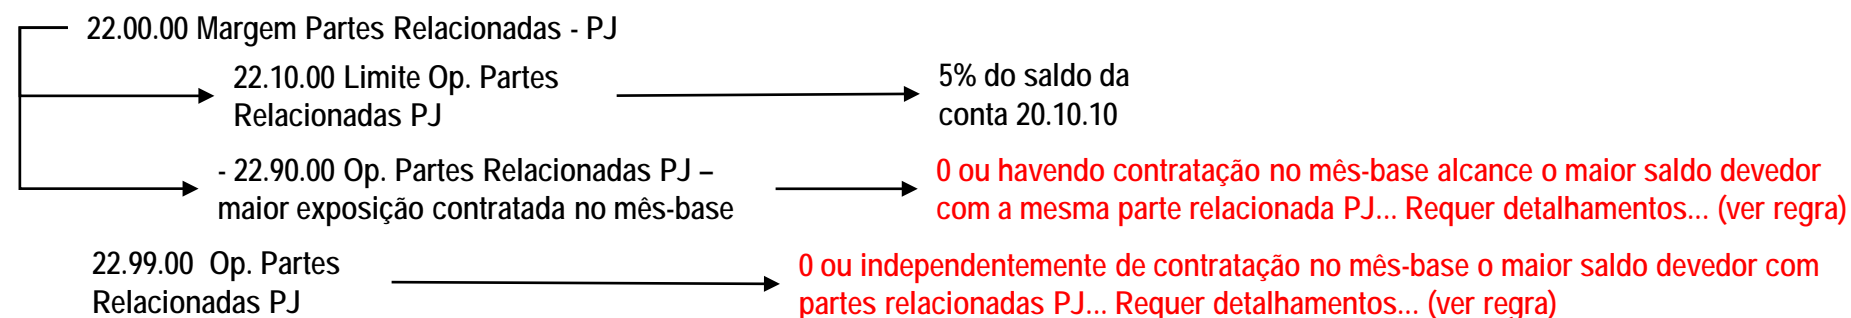 22.00.00 Margem Partes Relacionadas - PJ
22.10.00 Limite Op. Partes
Relacionadas PJ
5% do saldo da
conta 20.10.10
- 22.90.00 Op. Partes Relacionadas PJ –
maior exposição contratada no mês-base
0 ou havendo contratação no mês-base alcance o maior saldo devedor
com a mesma parte relacionada PJ... Requer detalhamentos... (ver regra)
22.99.00 Op. Partes
Relacionadas PJ
0 ou independentemente de contratação no mês-base o maior saldo devedor com
partes relacionadas PJ... Requer detalhamentos... (ver regra)